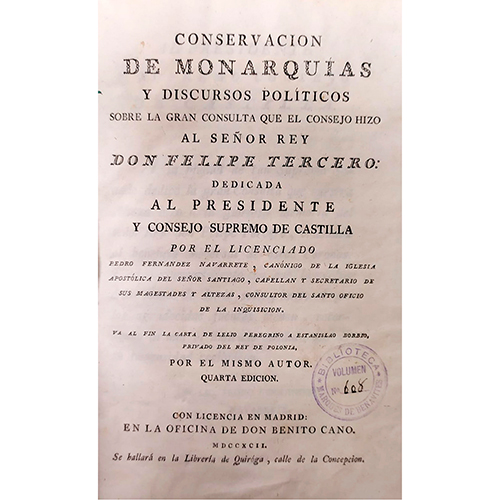 CONSERVACION
DE MONARQUÍAS
Y DISCURSOS POLÍTICOS
SOBRE LA GRAN CONSULTA QUE EL CONSEJO HIZO
AL SEÑOR REY
DON FELIPE TERCERO:
DEDICADA
AL PRESIDENTE
Y CONSEJO SUPREMO DE CASTILLA
POR EL LICENCIADO
PEDRO FERNANDEZ NAVARRETE, CANÓNIGO DE LA IGLESIA
APOSTÓLICA DEL SEÑOR SANTIAGO, CAPELLAN Y SECRETARIO DE
SUS MAGESTADES Y ALTEZAS, CONSULTOR DEL SANTO OFICIO
DE LA INQUISICION.
VA AL FIN LA CARTA DE LELIO PEREGRINO A ESTANISLAO BORBIO,
PRIVADO DEL REY DE POLONIA,
POR EL MISMO AUTOR.
QUARTA EDICION.
BIBLIOTECA
VOLUMEN
Nº 608
MARQUES DE BENAVITES
CON LICENCIA EN MADRID:
EN LA OFICINA DE DON BENITO CANO.
MDCCXCII.
Se hallará en la Librería de Quiróga, calle de la Concepcion.